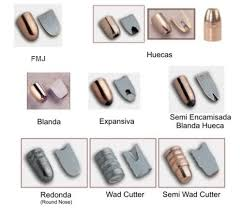 FMJ
Huecas
Blanda
Expansiva
Semi Encamisada
Blanda Hueca
Redonda
(Round Nose)
Wad Cutter
Semi Wad Cutter